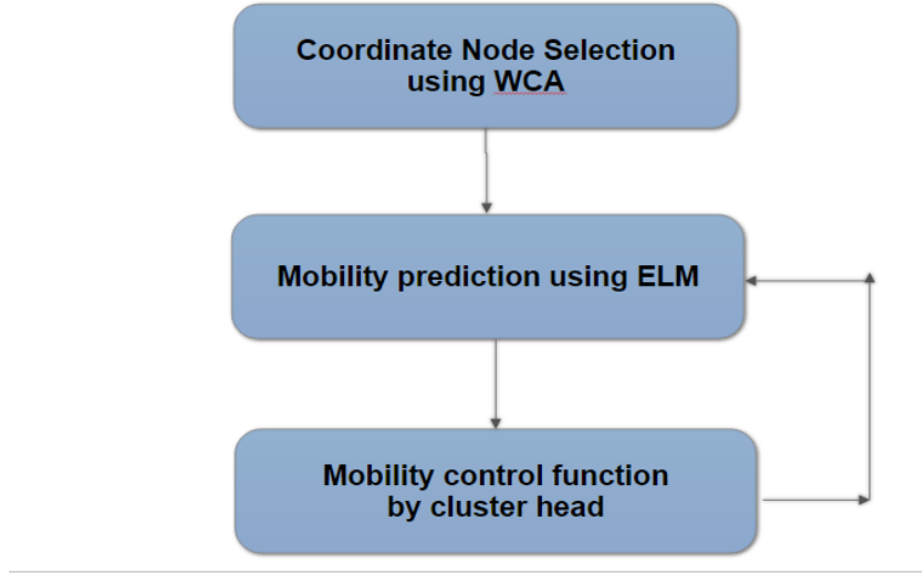 Coordinate Node Selection
using WCA
Mobility prediction using ELM
Mobility control function
by cluster head